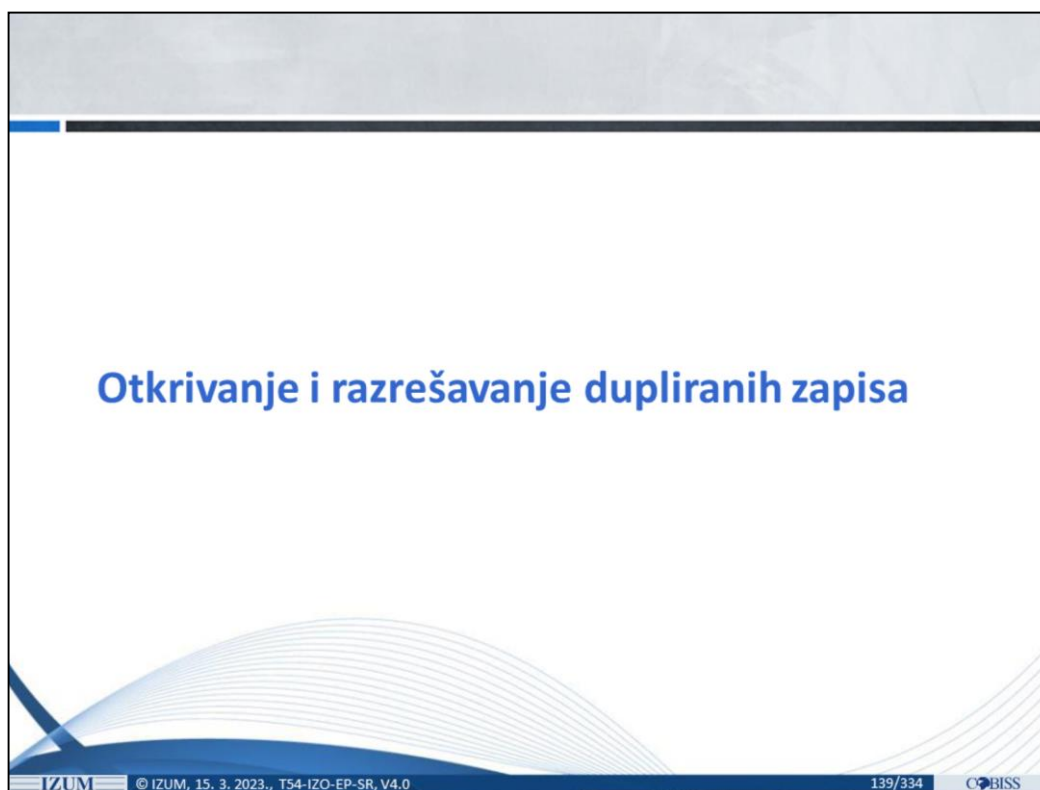 Otkrivanje i razrešavanje dupliranih zapisa
IZUM © IZUM, 15. 3. 2023., T54-IZO-EP-SR, V4.0 139/334 COBISS